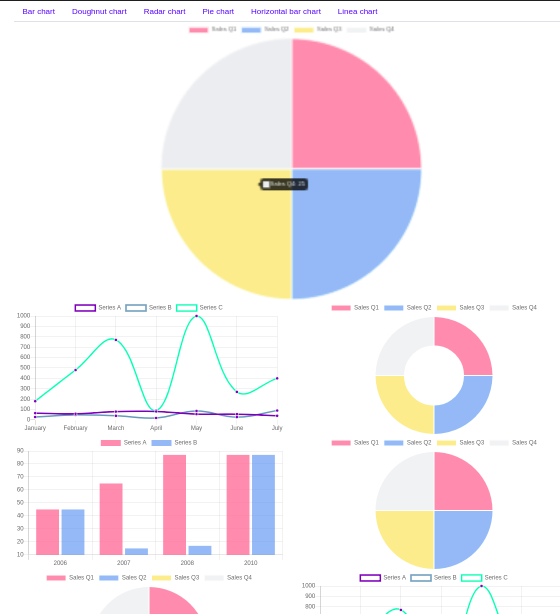 Bar chart Doughnut chart Radar chart Pie chart Horizontal bar chart Linea chart
Sales Q1 Sales Q2 Sales Q3 Sales Q4
Sales Q4: 25
Series A Series B Series C
1000
900
800
700
600
500
400
300
200
100
0
January February March April May June July
Sales Q1 Sales Q2 Sales Q3 Sales Q4
Series A Series B
90
80
70
60
50
40
30
20
10
2006 2007 2008 2010
Sales Q1 Sales Q2 Sales Q3 Sales Q4
Sales Q1 Sales Q2 Sales Q3 Sales Q4
Series A Series B Series C
1000
900
800